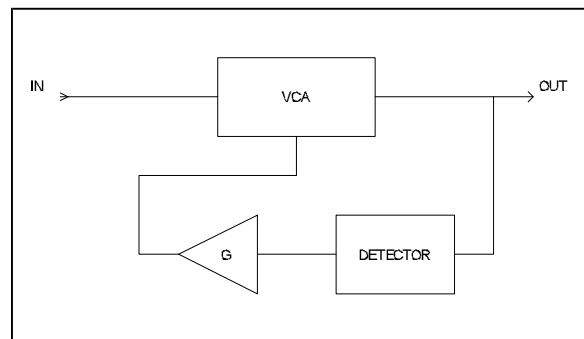 IN
VCA
OUT
G
DETECTOR